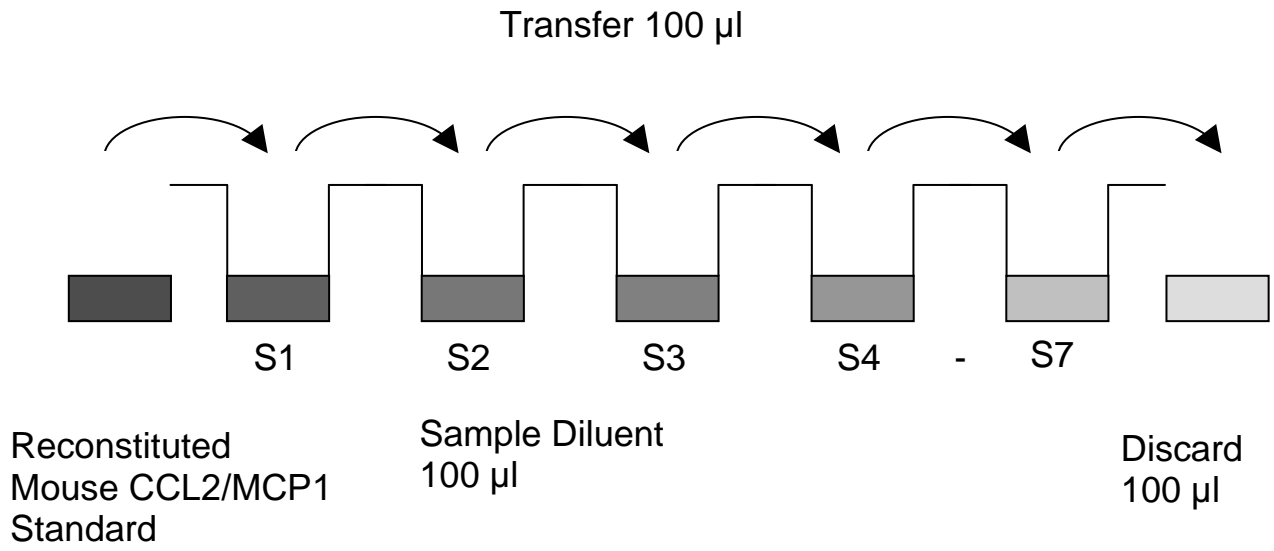 Transfer 100 µl
S1 S2 S3 S4 - S7
Reconstituted
Mouse CCL2/MCP1
Standard
Sample Diluent
100 µl
Discard
100 µl